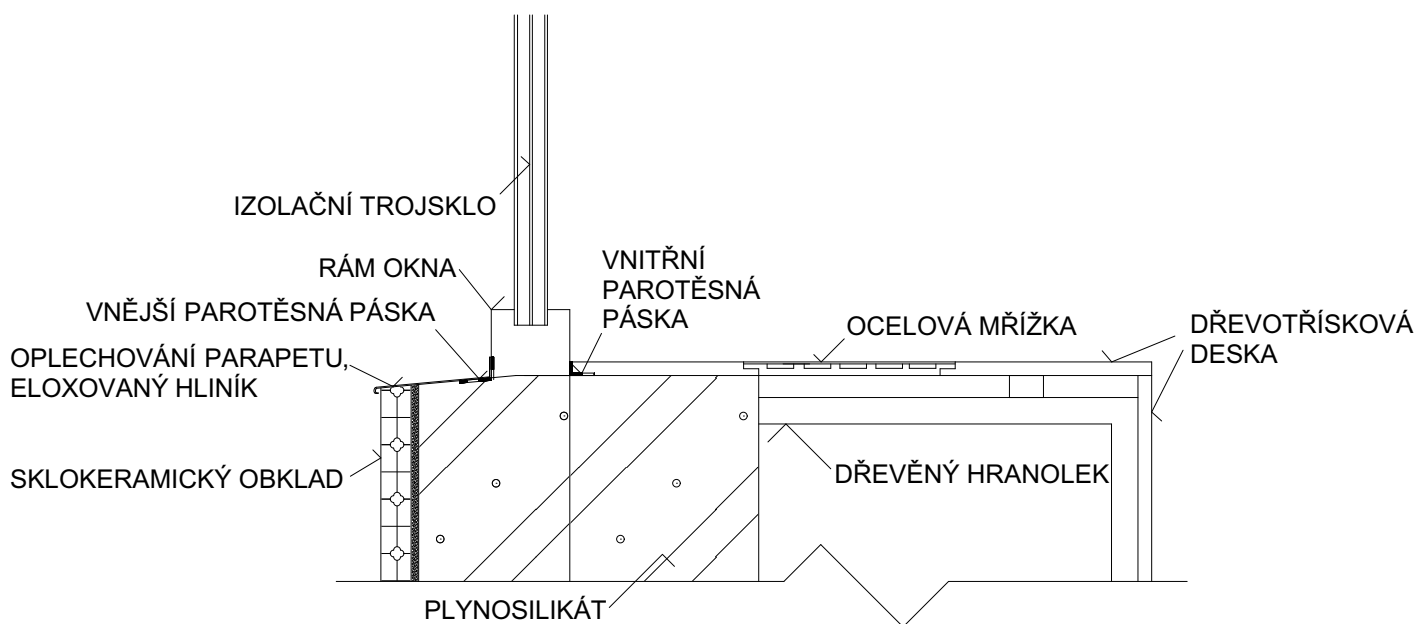 IZOLAČNÍ TROJSKLO
RÁM OKNA
VNĚJŠÍ PAROTĚSNÁ PÁSKA
OPLECHOVÁNÍ PARAPETU,
ELOXOVANÝ HLINÍK
SKLOKERAMICKÝ OBKLAD
VNITŘNÍ
PAROTĚSNÁ
PÁSKA
OCELOVÁ MŘÍŽKA
DŘEVOTŘÍSKOVÁ
DESKA
DŘEVĚNÝ HRANOLEK
PLYNOSILIKÁT